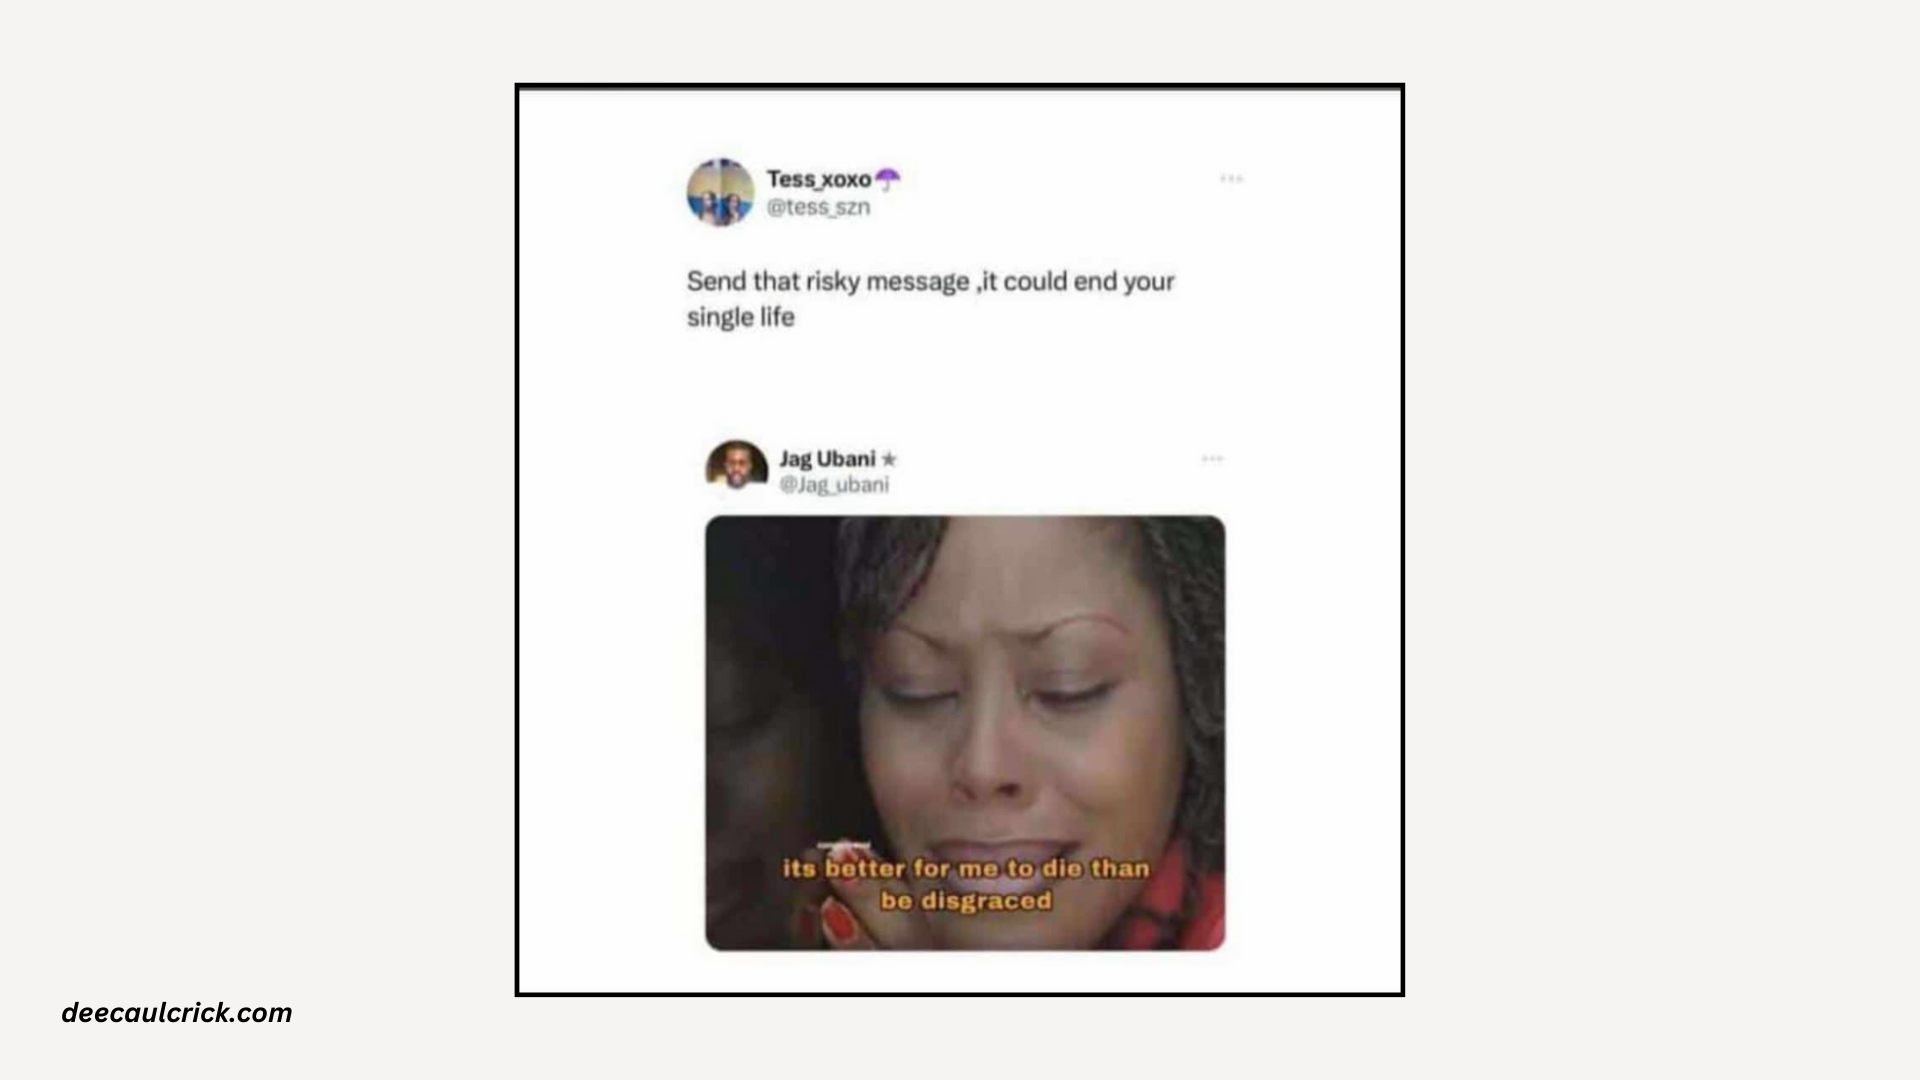 Tess_xoxo☂
@tess_szn
Send that risky message ,it could end your
single life
Jag Ubani ★
@Jag_ubani
its better for me to die than
be disgraced
deecaulcrick.com